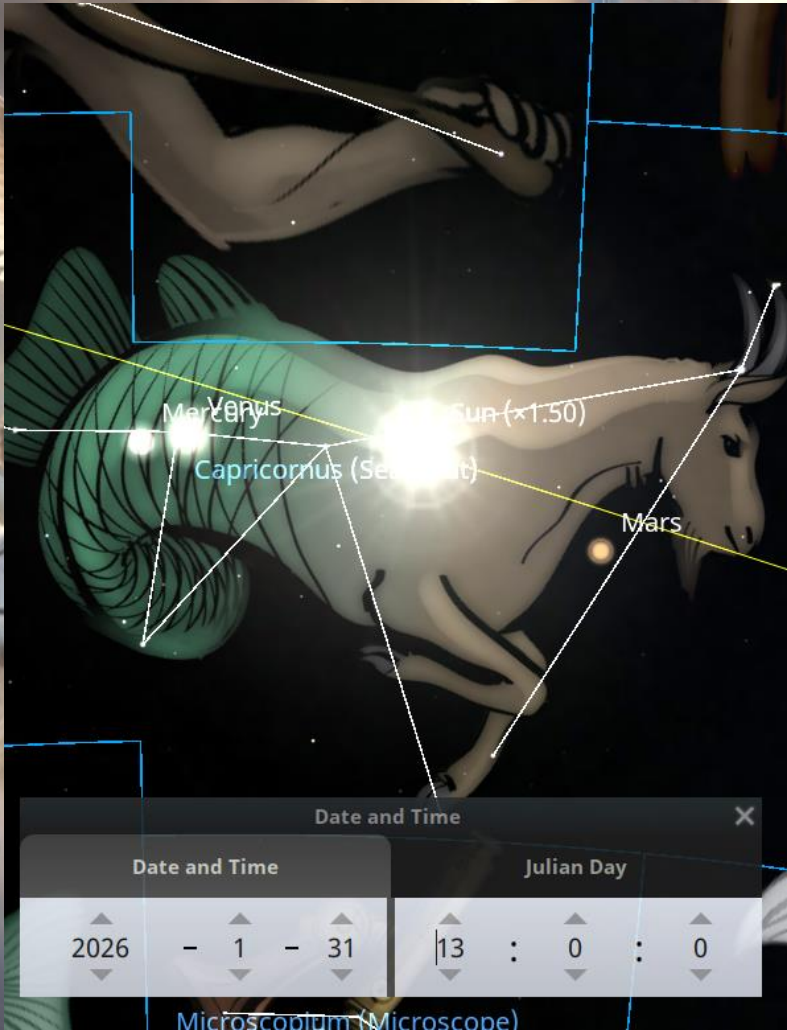 Mercury
Venus
Sun (×1.50)
Capricornus (Sea Goat)
Mars
Date and Time
Date and Time
Julian Day
2026 - 1 - 31 13 : 0 : 0
Microscopium (Microscope)